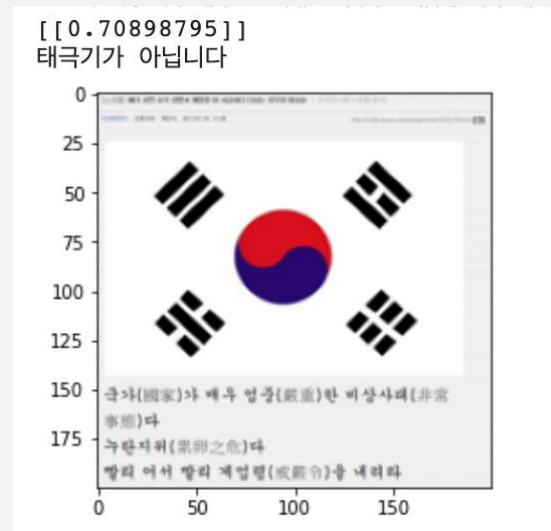 [[0.70898795]]
태극기가 아닙니다
0
25
50
75
100
125
150
175
국가(國家)가 매우 엄중(嚴重)한 비상사태(非常
事態)다
누란지위(累卵之危)다
빨리 어서 빨리 계엄령(戒嚴令)을 내려라
0
50
100
150